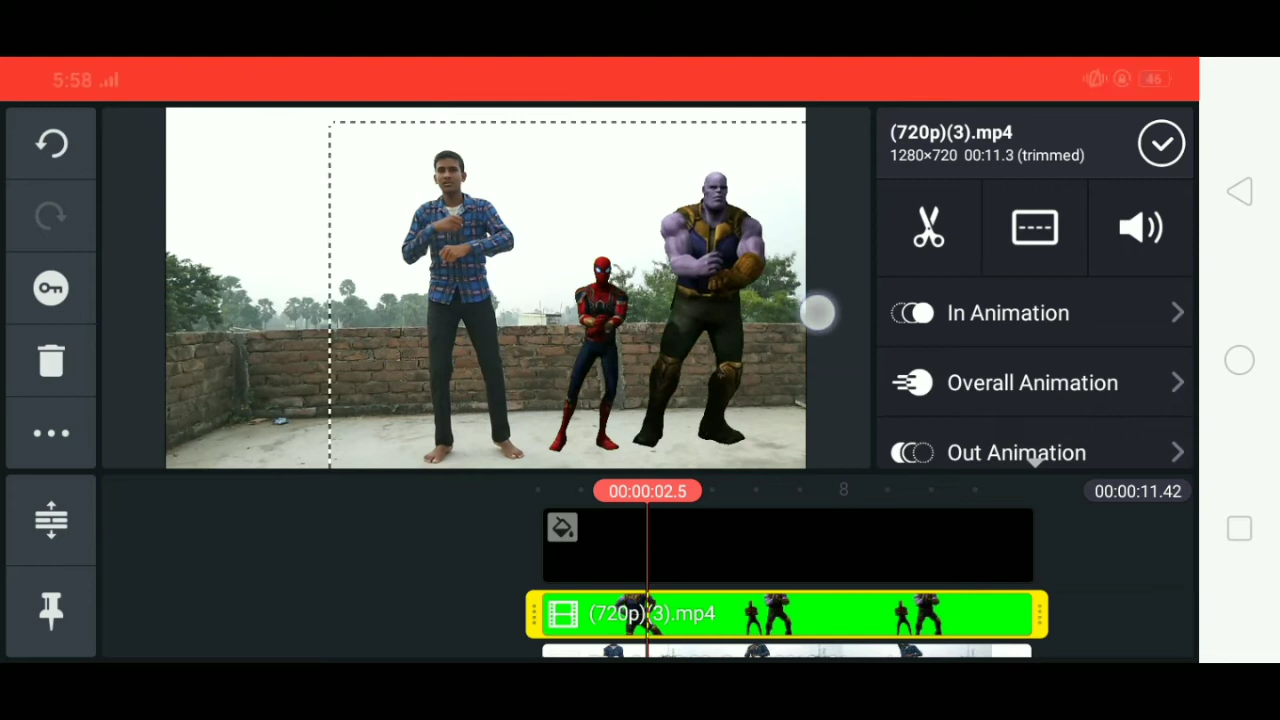 5:58
46
(720p)(3).mp4
1280×720 00:11.3 (trimmed)
In Animation
Overall Animation
Out Animation
00:00:02.5
8
00:00:11.42
(720p)(3).mp4